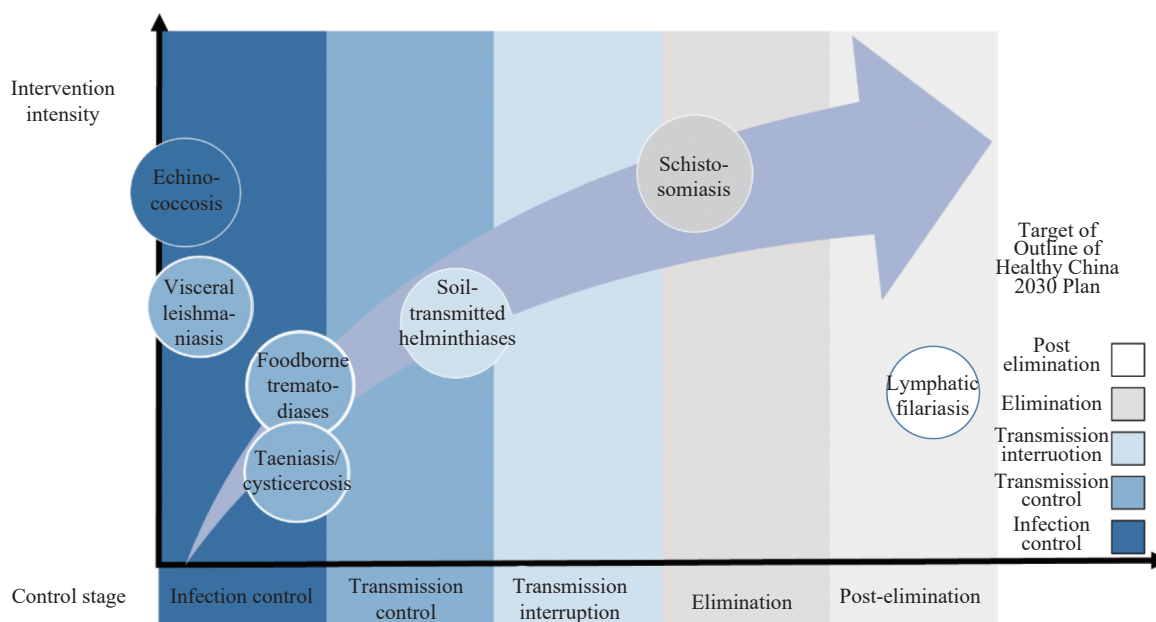 Intervention
intensity
Echino-
coccosis
Visceral
leishma-
niasis
Foodborne
tremato-
diases
Taeniasis/
cysticercosis
Soil-
transmitted
helminthiases
Schisto-
somiasis
Lymphatic
filariasis
Target of
Outline of
Healthy China
2030 Plan
Post
elimination
Elimination
Transmission
interruotion
Transmission
control
Infection
control
Control stage
Infection control
Transmission
control
Transmission
interruption
Elimination
Post-elimination